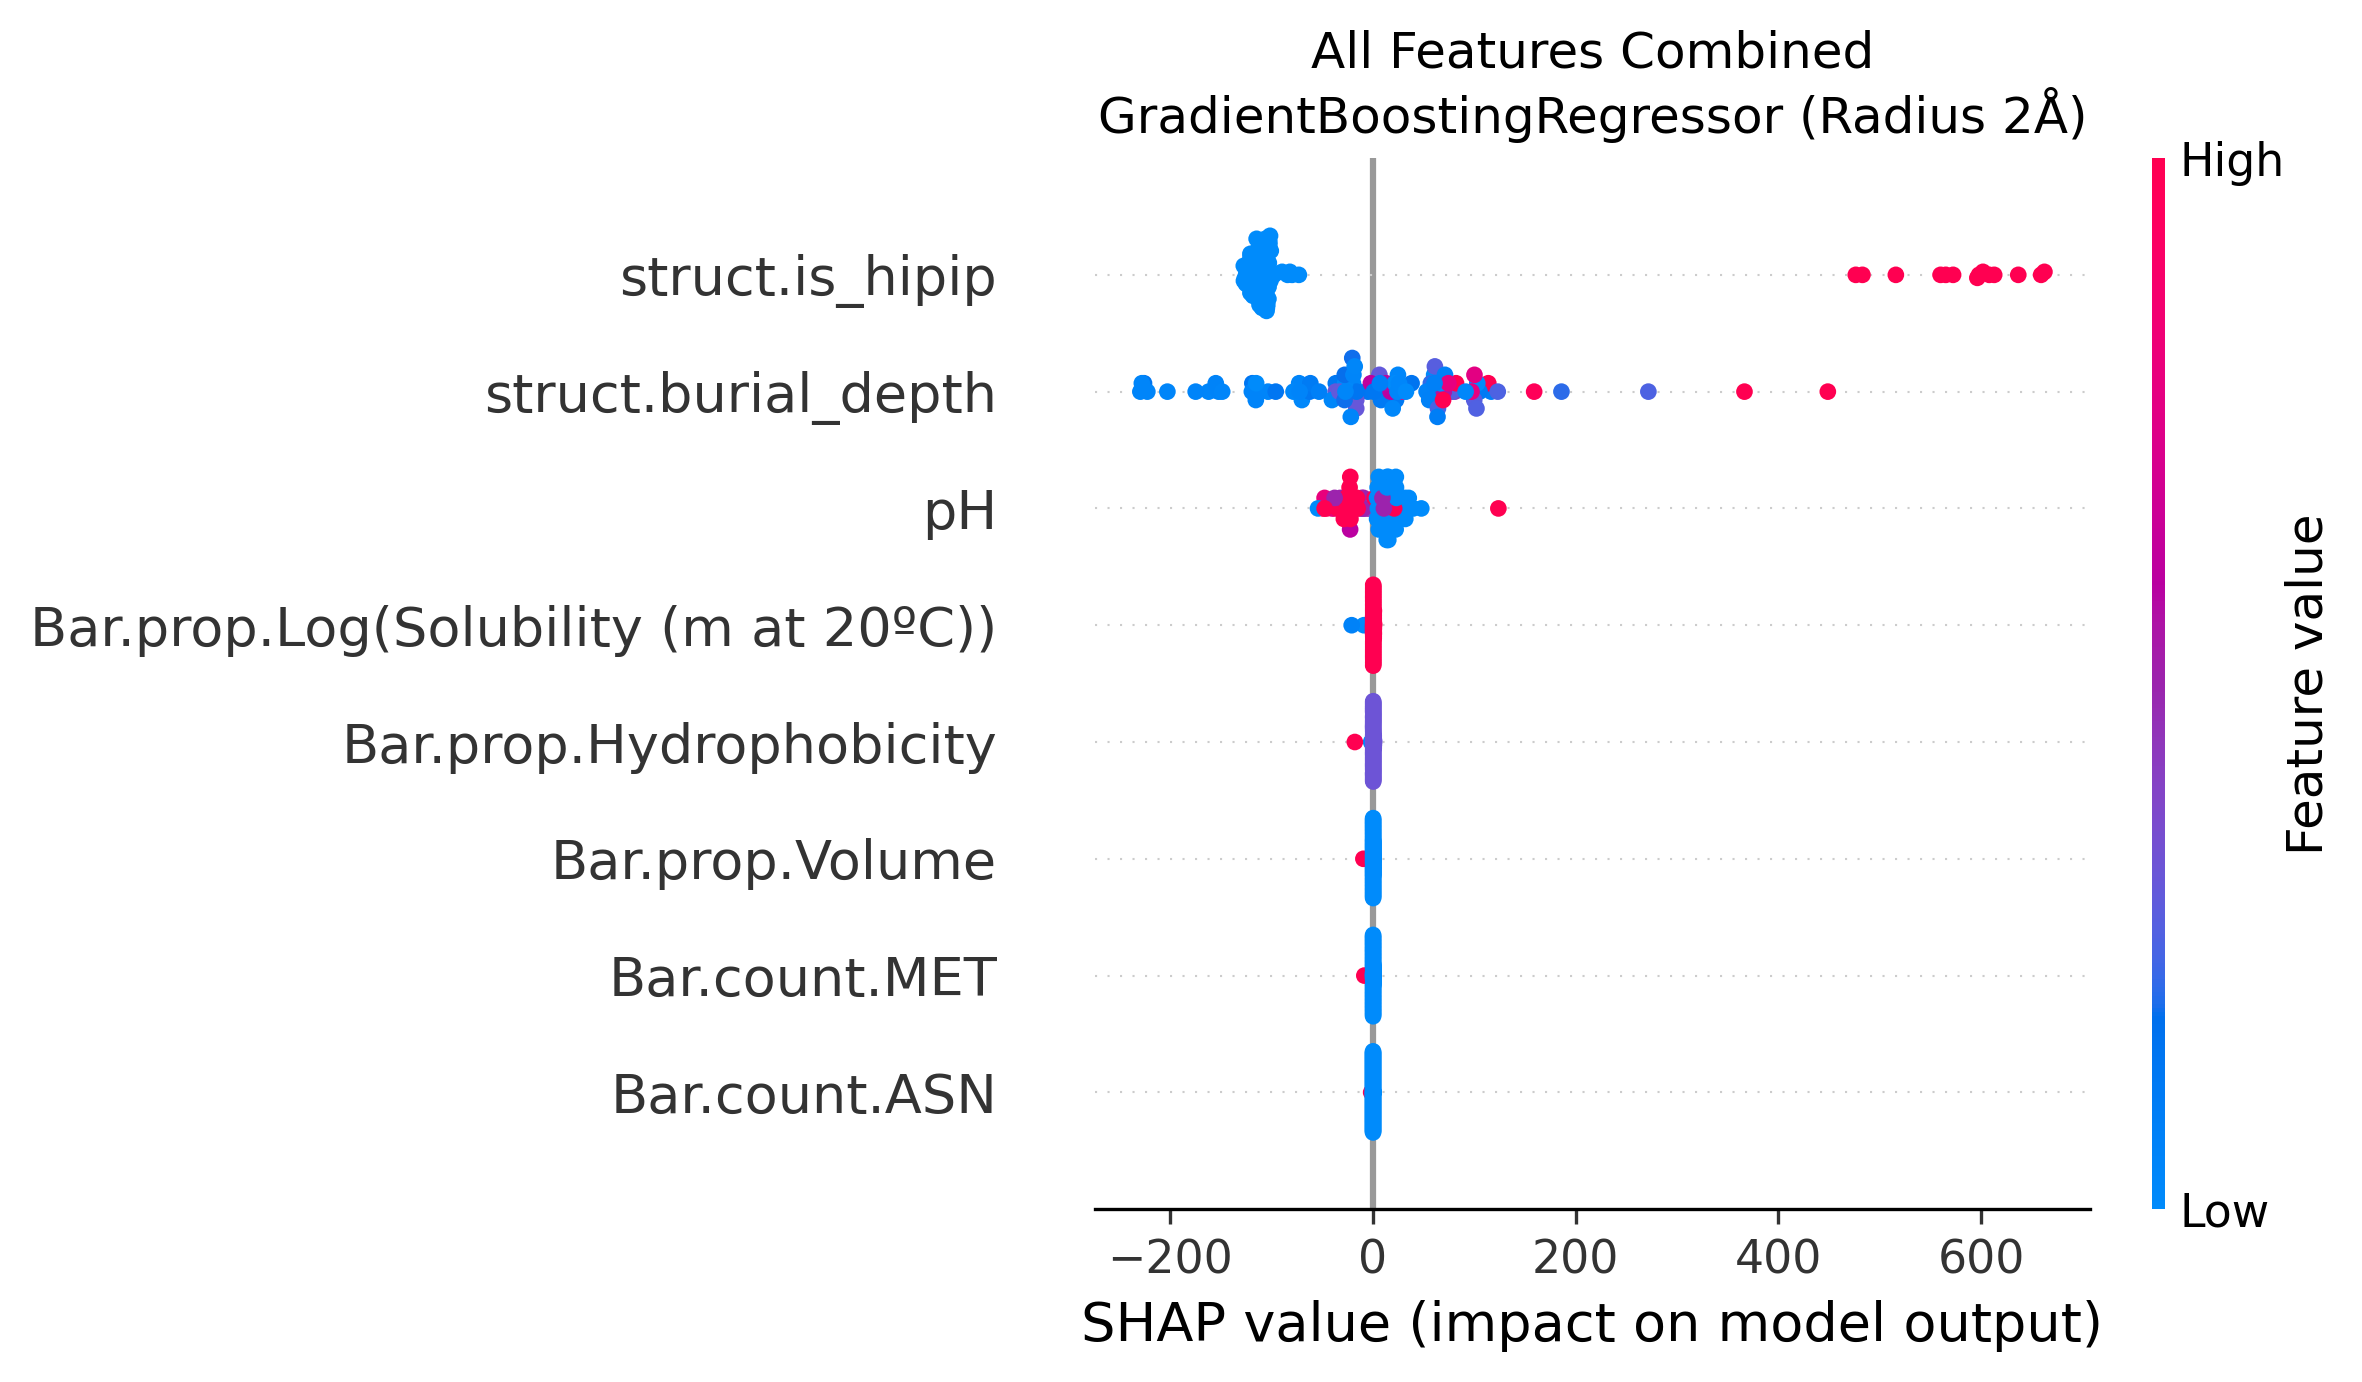 All Features Combined
GradientBoostingRegressor (Radius 2Å)
High
struct.is_hipip
struct.burial_depth
pH
Bar.prop.Log(Solubility (m at 20ºC))
Bar.prop.Hydrophobicity
Bar.prop.Volume
Bar.count.MET
Bar.count.ASN
Feature value
Low
−200 0 200 400 600
SHAP value (impact on model output)